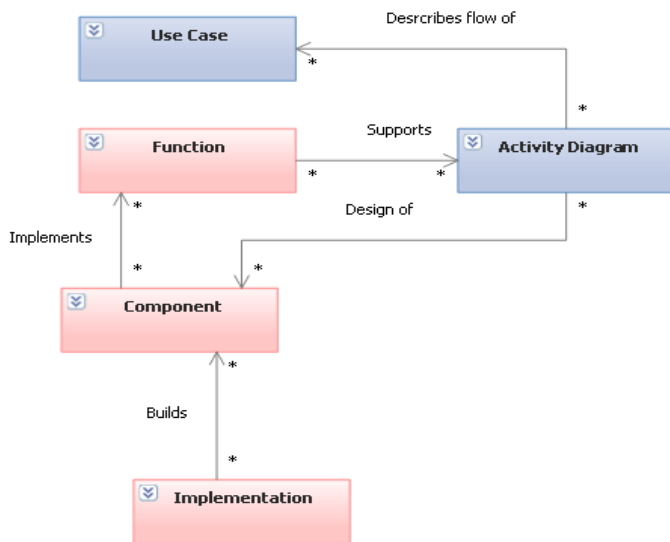 Desrcribes flow of
Use Case
*
*
Supports
Function
Activity Diagram
*
*
*
Design of
*
Implements
*
*
Component
*
Builds
*
Implementation